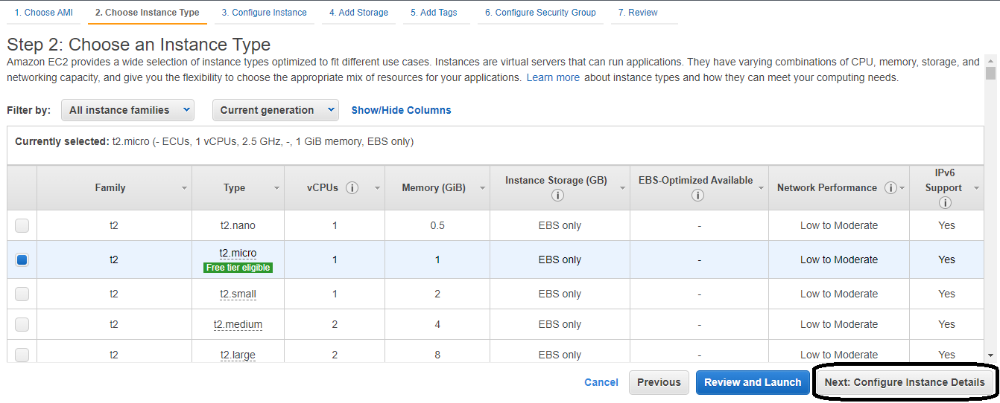 1. Choose AMI 2. Choose Instance Type 3. Configure Instance 4. Add Storage 5. Add Tags 6. Configure Security Group 7. Review
Step 2: Choose an Instance Type
Amazon EC2 provides a wide selection of instance types optimized to fit different use cases. Instances are virtual servers that can run applications. They have varying combinations of CPU, memory, storage, and
networking capacity, and give you the flexibility to choose the appropriate mix of resources for your applications. Learn more about instance types and how they can meet your computing needs.
Filter by: All instance families Current generation Show/Hide Columns
Currently selected: t2.micro (- ECUs, 1 vCPUs, 2.5 GHz, -, 1 GiB memory, EBS only)
Family Type vCPUs i Memory (GiB) Instance Storage (GB) i EBS-Optimized Available i Network Performance i IPv6 Support i
t2 t2.nano 1 0.5 EBS only - Low to Moderate Yes
t2 t2.micro 1 1 EBS only - Low to Moderate Yes
Free tier eligible
t2 t2.small 1 2 EBS only - Low to Moderate Yes
t2 t2.medium 2 4 EBS only - Low to Moderate Yes
t2 t2.large 2 8 EBS only - Low to Moderate Yes
Cancel Previous Review and Launch Next: Configure Instance Details